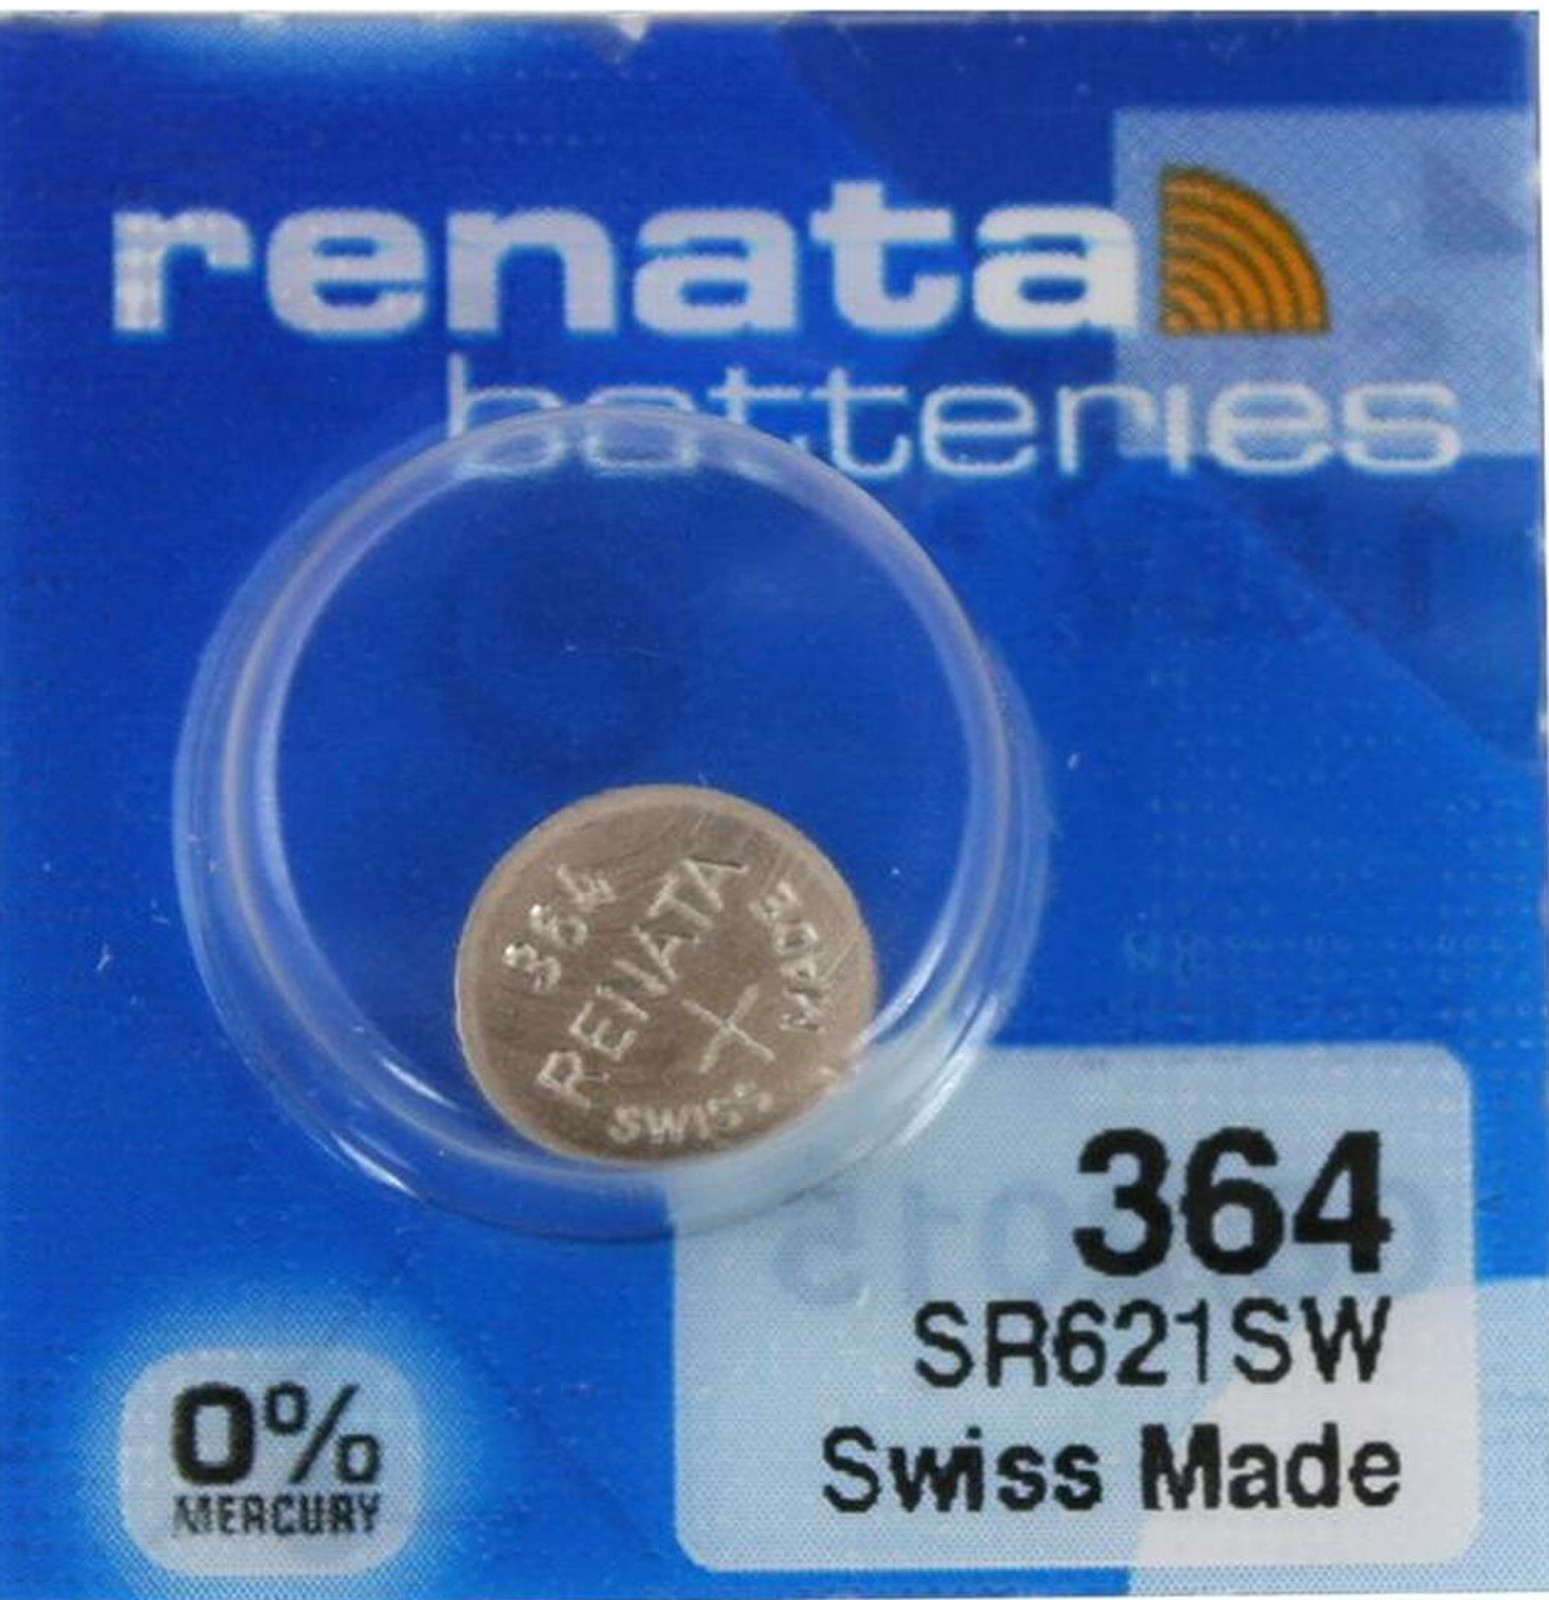 renata
batteries
364
RENATA
+
SWISS
MADE
364
SR621SW
Swiss Made
0%
MERCURY